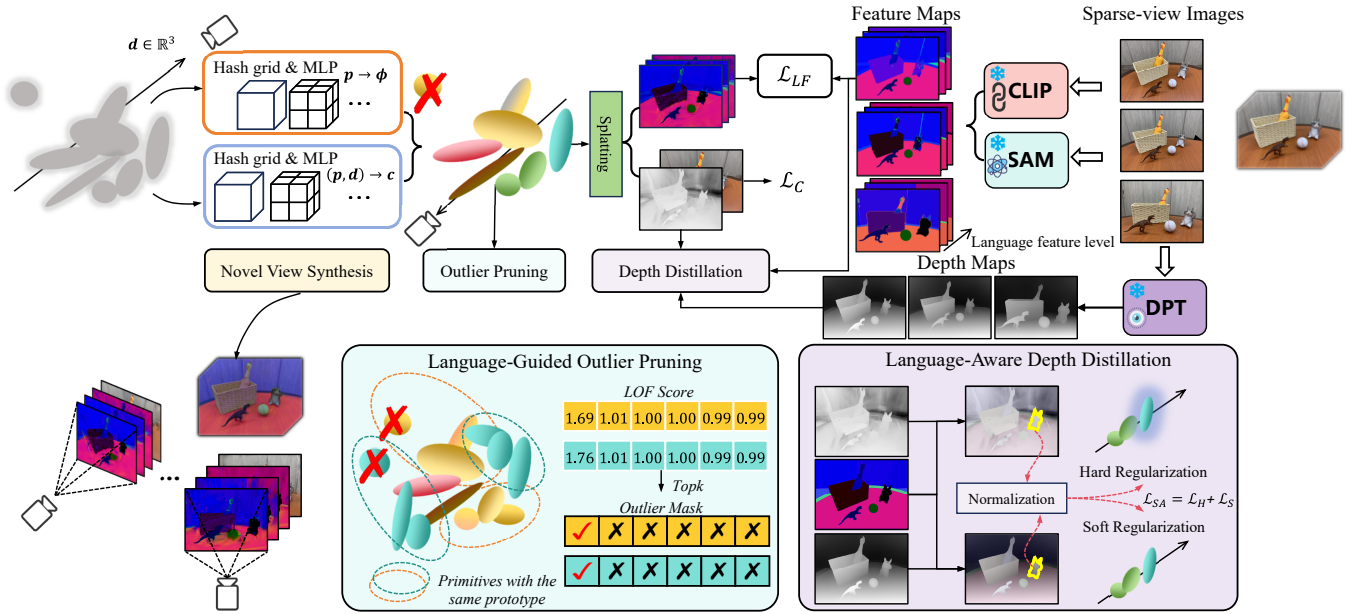 Feature Maps
Sparse-view Images
d ∈ ℝ³
Hash grid & MLP
p → ϕ
...
Hash grid & MLP
(p, d) → c
...
Splatting
ℒ_LF
ℒ_C
CLIP
SAM
Language feature level
Novel View Synthesis
Outlier Pruning
Depth Distillation
Depth Maps
DPT
...
Language-Guided Outlier Pruning
LOF Score
1.69 1.01 1.00 1.00 0.99 0.99
1.76 1.01 1.00 1.00 0.99 0.99
Topk
Outlier Mask
✓ ✗ ✗ ✗ ✗ ✗
✓ ✗ ✗ ✗ ✗ ✗
Primitives with the
same prototype
Language-Aware Depth Distillation
Normalization
Hard Regularization
ℒ_SA = ℒ_H + ℒ_S
Soft Regularization